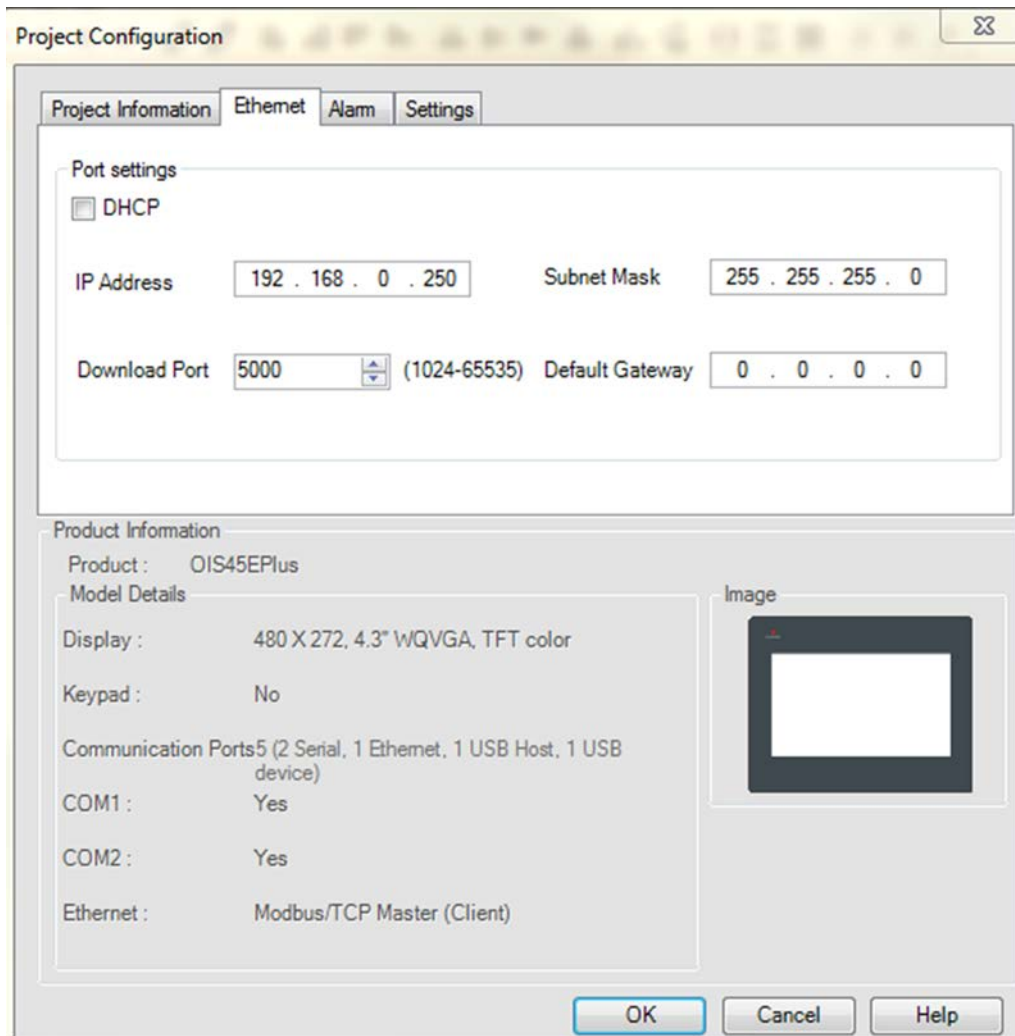 Project Configuration
Project Information Ethernet Alarm Settings
Port settings
DHCP
IP Address 192 . 168 . 0 . 250 Subnet Mask 255 . 255 . 255 . 0
Download Port 5000 (1024-65535) Default Gateway 0 . 0 . 0 . 0
Product Information
Product : OIS45EPlus
Model Details
Image
Display : 480 X 272, 4.3" WQVGA, TFT color
Keypad : No
Communication Ports5 (2 Serial, 1 Ethernet, 1 USB Host, 1 USB
device)
COM1 : Yes
COM2 : Yes
Ethernet : Modbus/TCP Master (Client)
OK Cancel Help